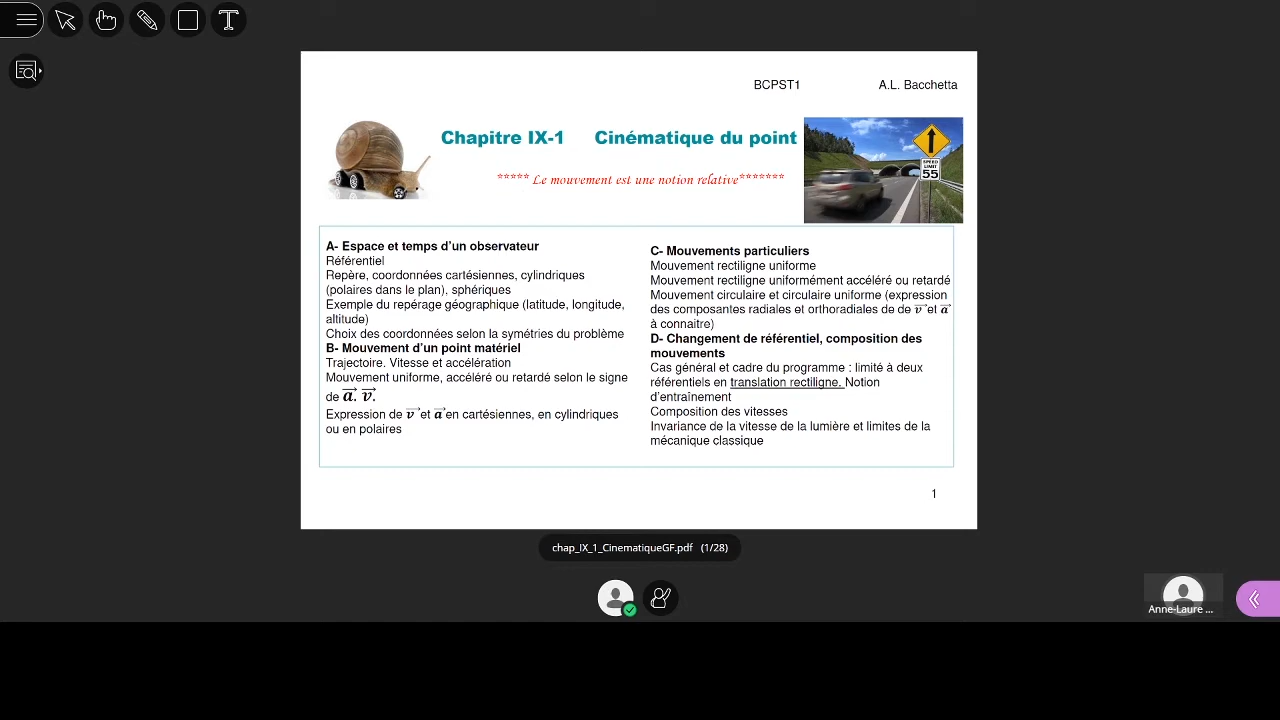 T
BCPST1 A.L. Bacchetta
Chapitre IX-1 Cinématique du point
***** Le mouvement est une notion relative*******
SPEED
LIMIT
55
A- Espace et temps d'un observateur
Référentiel
Repère, coordonnées cartésiennes, cylindriques
(polaires dans le plan), sphériques
Exemple du repérage géographique (latitude, longitude,
altitude)
Choix des coordonnées selon la symétries du problème
B- Mouvement d'un point matériel
Trajectoire. Vitesse et accélération
Mouvement uniforme, accéléré ou retardé selon le signe
de a⃗. v⃗.
Expression de v⃗ et a⃗ en cartésiennes, en cylindriques
ou en polaires
C- Mouvements particuliers
Mouvement rectiligne uniforme
Mouvement rectiligne uniformément accéléré ou retardé
Mouvement circulaire et circulaire uniforme (expression
des composantes radiales et orthoradiales de de v⃗ et a⃗
à connaitre)
D- Changement de référentiel, composition des
mouvements
Cas général et cadre du programme : limité à deux
référentiels en translation rectiligne. Notion
d'entraînement
Composition des vitesses
Invariance de la vitesse de la lumière et limites de la
mécanique classique
1
chap_IX_1_CinematiqueGF.pdf (1/28)
Anne-Laure ...